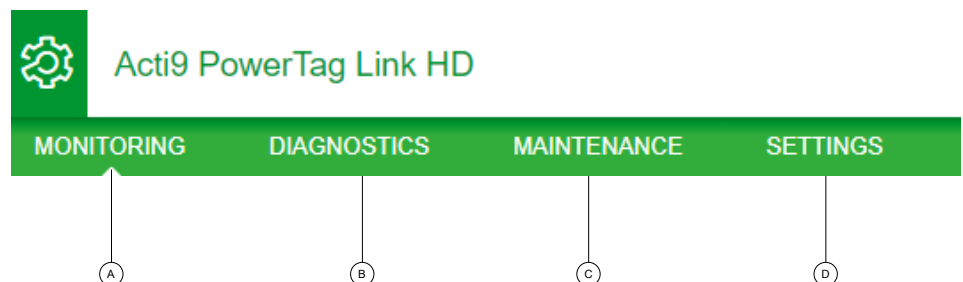 Acti9 PowerTag Link HD
MONITORING DIAGNOSTICS MAINTENANCE SETTINGS
A B C D